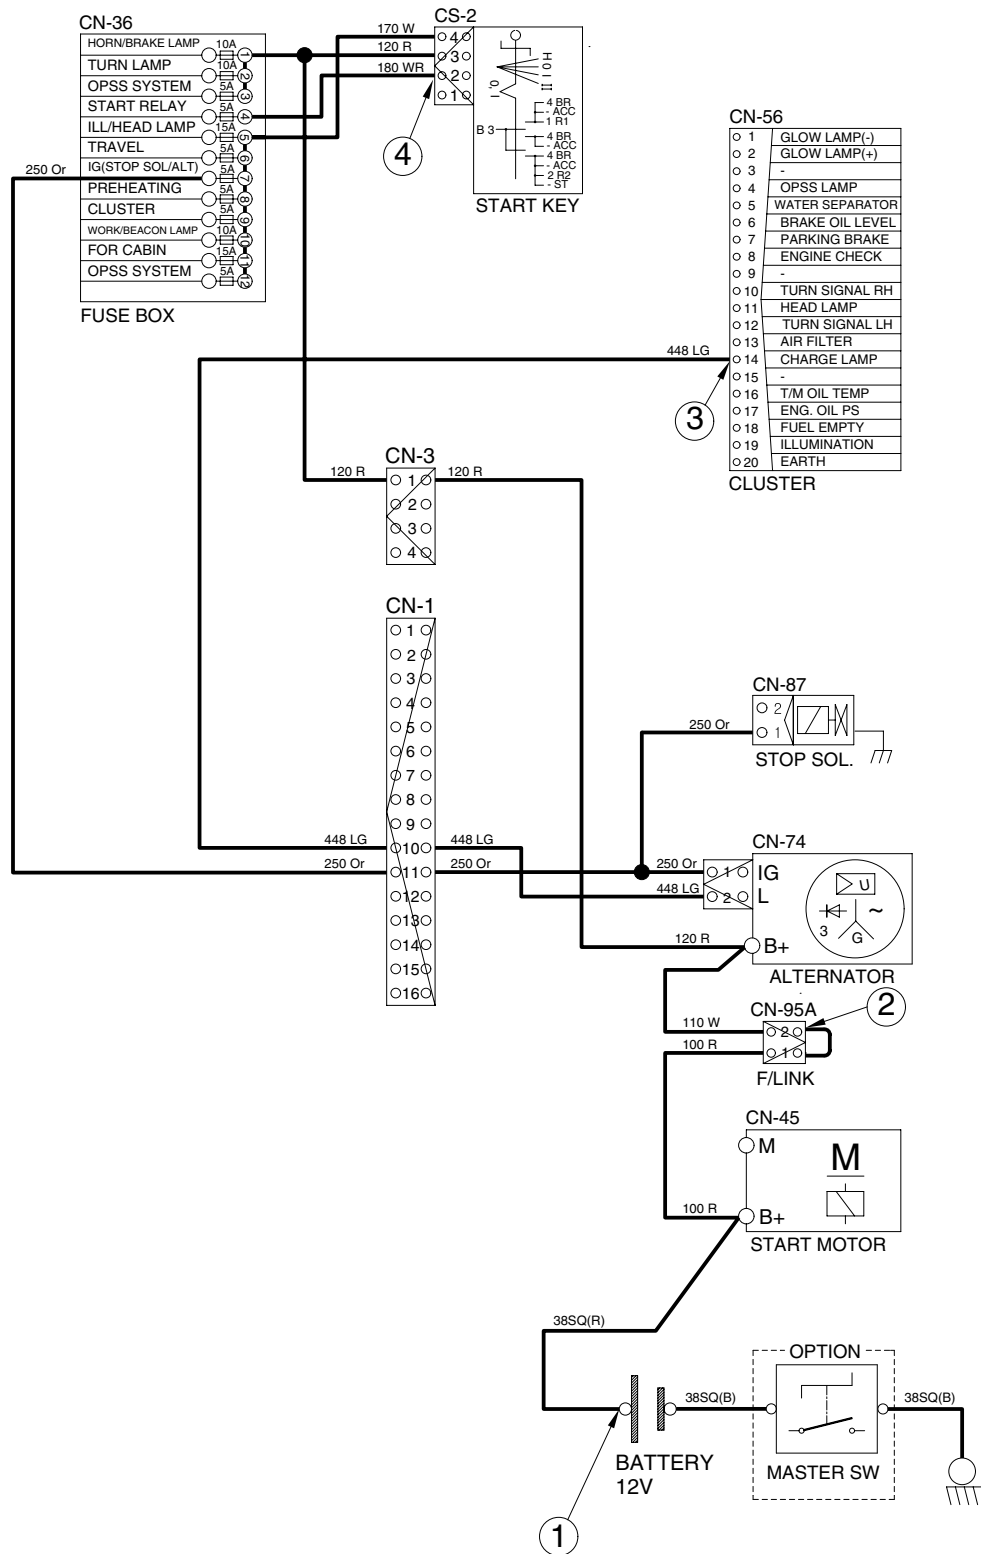 CN-36
HORN/BRAKE LAMP 10A 1
TURN LAMP 10A 2
OPSS SYSTEM 5A 3
START RELAY 5A 4
ILL/HEAD LAMP 15A 5
TRAVEL 5A 6
IG(STOP SOL/ALT) 5A 7
PREHEATING 5A 8
CLUSTER 5A 9
WORK/BEACON LAMP 10A 10
FOR CABIN 15A 11
OPSS SYSTEM 5A 12
FUSE BOX
250 Or
CS-2
170 W
120 R
180 WR
4
3
2
1
4
H O I II
I O,
B 3
4 BR
- ACC
1 R1
4 BR
- ACC
4 BR
- ACC
2 R2
- ST
START KEY
CN-56
1 GLOW LAMP(-)
2 GLOW LAMP(+)
3 -
4 OPSS LAMP
5 WATER SEPARATOR
6 BRAKE OIL LEVEL
7 PARKING BRAKE
8 ENGINE CHECK
9 -
10 TURN SIGNAL RH
11 HEAD LAMP
12 TURN SIGNAL LH
13 AIR FILTER
14 CHARGE LAMP
15 -
16 T/M OIL TEMP
17 ENG. OIL PS
18 FUEL EMPTY
19 ILLUMINATION
20 EARTH
CLUSTER
448 LG
3
CN-3
120 R 1 120 R
2
3
4
CN-1
1
2
3
4
5
6
7
8
9
448 LG 10 448 LG
250 Or 11 250 Or
12
13
14
15
16
CN-87
2
250 Or 1
STOP SOL.
CN-74
250 Or 1 IG
448 LG 2 L
120 R B+
U
3
~
G
ALTERNATOR
CN-95A
2
110 W 2
100 R 1
F/LINK
CN-45
M
M
100 R B+
START MOTOR
38SQ(R)
38SQ(B)
BATTERY
12V
1
OPTION
MASTER SW
38SQ(B)